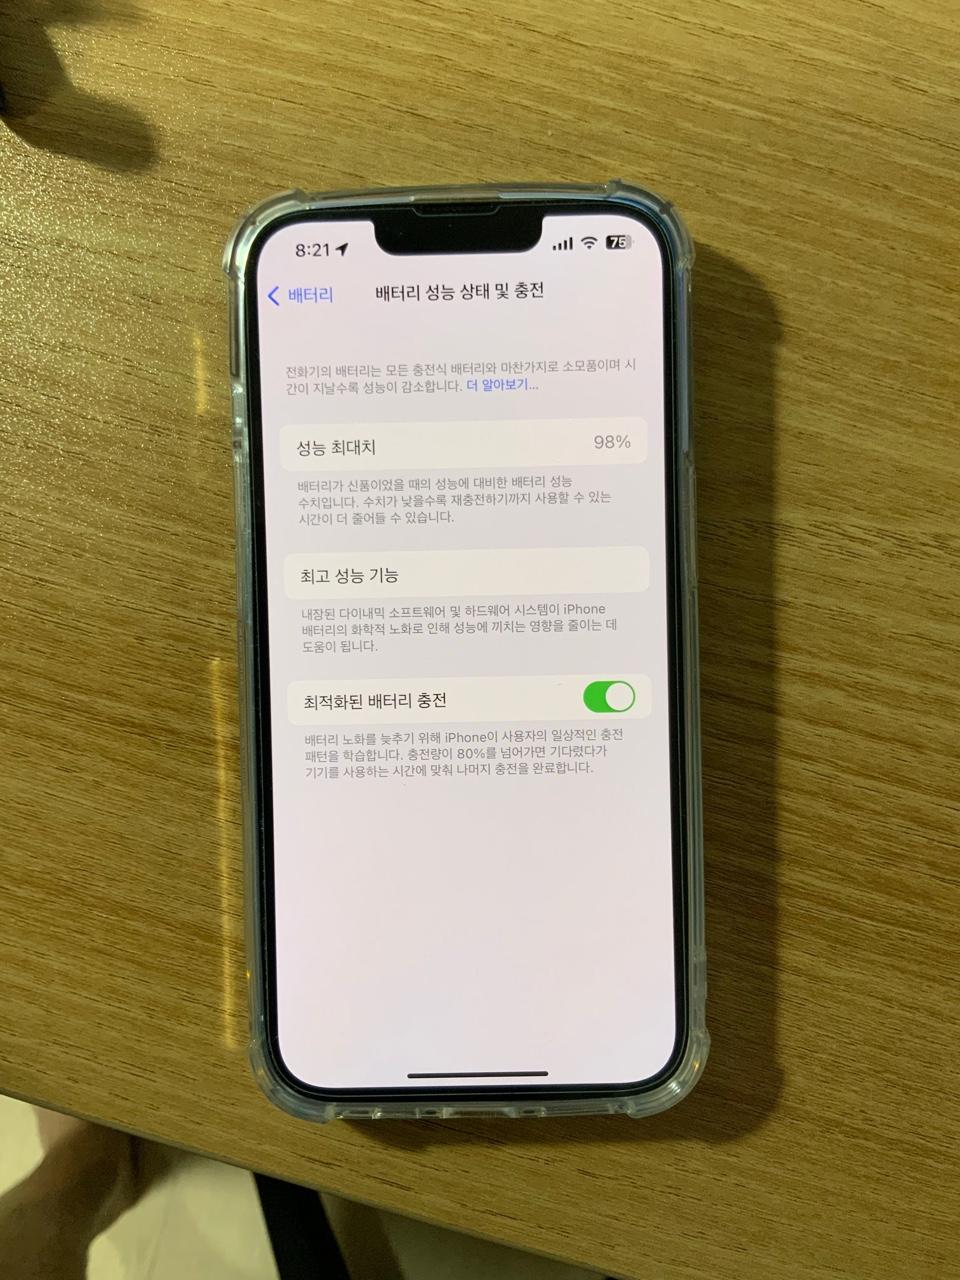 8:21
75
배터리
배터리 성능 상태 및 충전
전화기의 배터리는 모든 충전식 배터리와 마찬가지로 소모품이며 시
간이 지날수록 성능이 감소합니다. 더 알아보기...
성능 최대치
98%
배터리가 신품이었을 때의 성능에 대비한 배터리 성능
수치입니다. 수치가 낮을수록 재충전하기까지 사용할 수 있는
시간이 더 줄어들 수 있습니다.
최고 성능 기능
내장된 다이내믹 소프트웨어 및 하드웨어 시스템이 iPhone
배터리의 화학적 노화로 인해 성능에 끼치는 영향을 줄이는 데
도움이 됩니다.
최적화된 배터리 충전
배터리 노화를 늦추기 위해 iPhone이 사용자의 일상적인 충전
패턴을 학습합니다. 충전량이 80%를 넘어가면 기다렸다가
기기를 사용하는 시간에 맞춰 나머지 충전을 완료합니다.